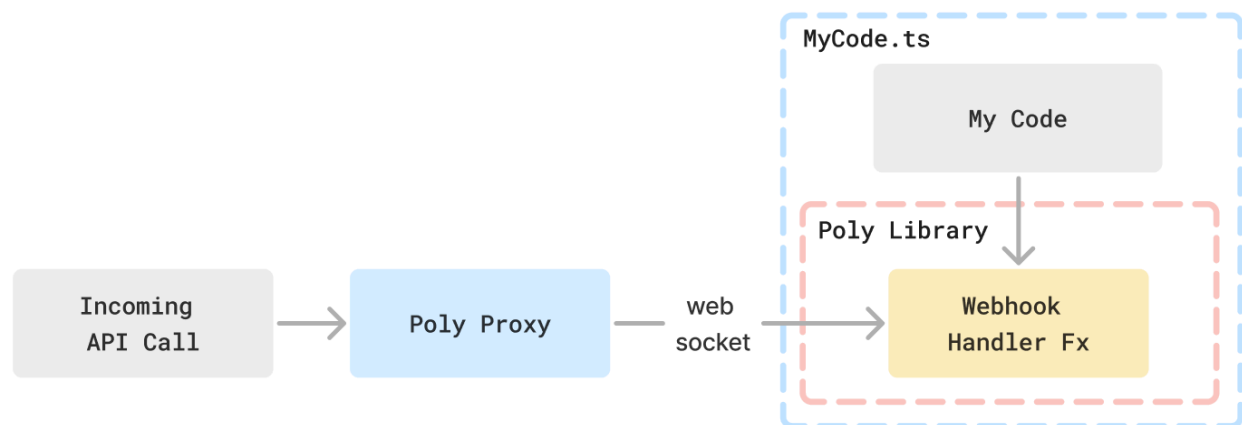 MyCode.ts
My Code
Poly Library
Incoming
API Call
Poly Proxy
web
socket
Webhook
Handler Fx